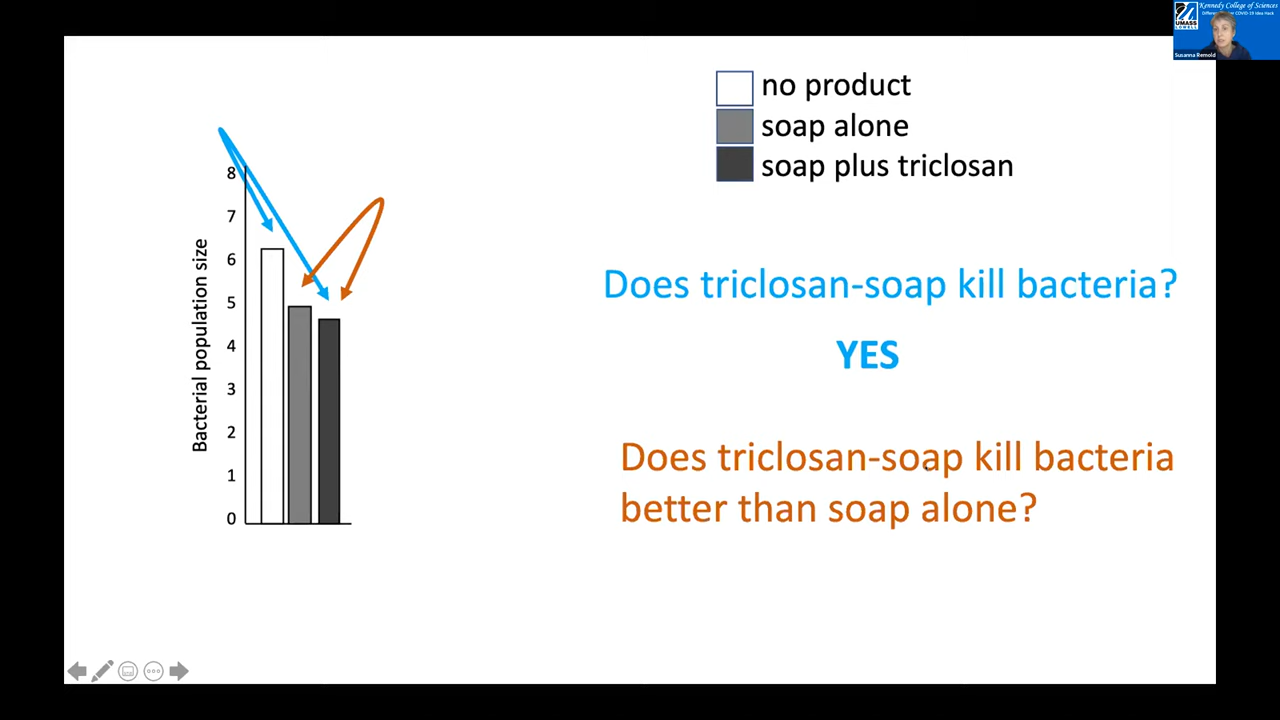 Kennedy College of Sciences
UMASS
LOWELL
Susanna Remold
no product
soap alone
soap plus triclosan
8
7
6
5
4
3
2
1
0
Bacterial population size
Does triclosan-soap kill bacteria?
YES
Does triclosan-soap kill bacteria
better than soap alone?